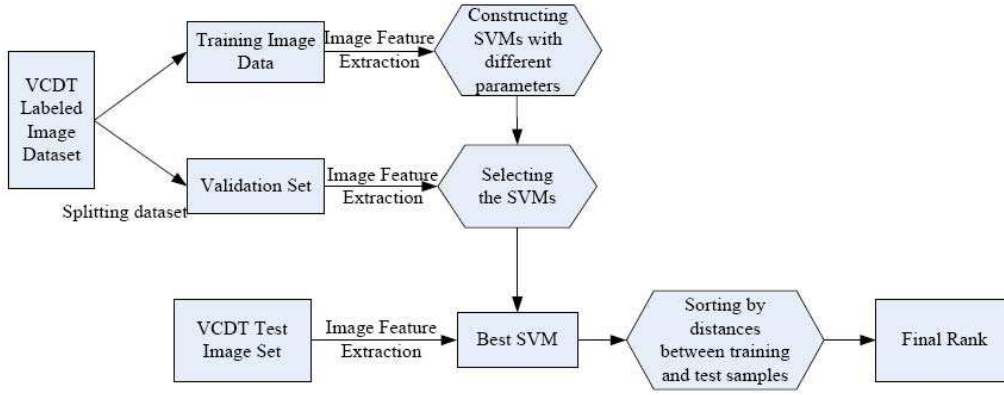 VCDT
Labeled
Image
Dataset
Splitting dataset
Training Image
Data
Image Feature
Extraction
Constructing
SVMs with
different
parameters
Validation Set
Image Feature
Extraction
Selecting
the SVMs
VCDT Test
Image Set
Image Feature
Extraction
Best SVM
Sorting by
distances
between training
and test samples
Final Rank